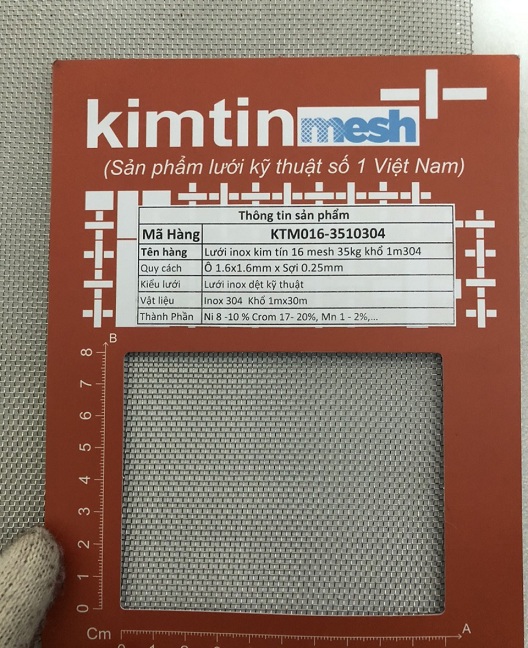 kimtin mesh
(Sản phẩm lưới kỹ thuật số 1 Việt Nam)
Thông tin sản phẩm
Mã Hàng KTM016-3510304
Tên hàng Lưới inox kim tín 16 mesh 35kg khổ 1m304
Quy cách Ô 1.6x1.6mm x Sợi 0.25mm
Kiểu lưới Lưới inox dệt kỹ thuật
Vật liệu Inox 304 Khổ 1mx30m
Thành Phần Ni 8 -10 % Crom 17- 20%, Mn 1 - 2%,...
B
8
7
6
5
4
3
2
1
0
Cm
A